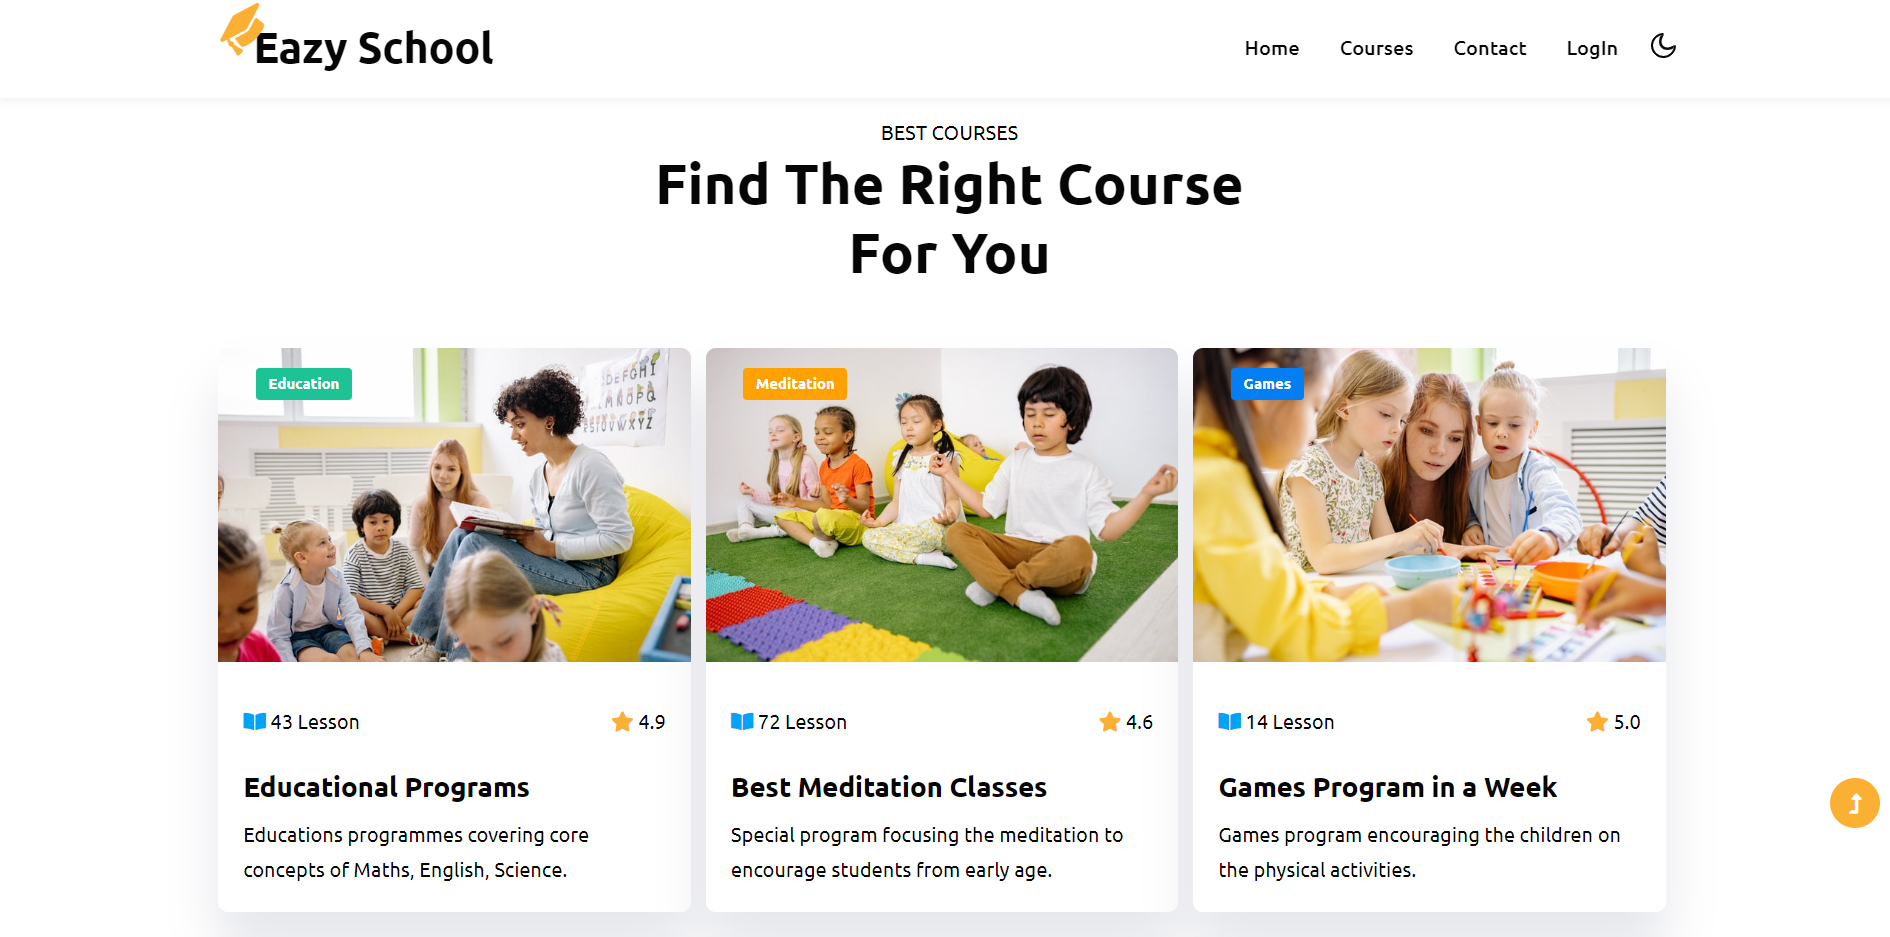 Eazy School
Home
Courses
Contact
LogIn
BEST COURSES
Find The Right Course
For You
Education
Meditation
Games
43 Lesson
4.9
72 Lesson
4.6
14 Lesson
5.0
Educational Programs
Educations programmes covering core
concepts of Maths, English, Science.
Best Meditation Classes
Special program focusing the meditation to
encourage students from early age.
Games Program in a Week
Games program encouraging the children on
the physical activities.